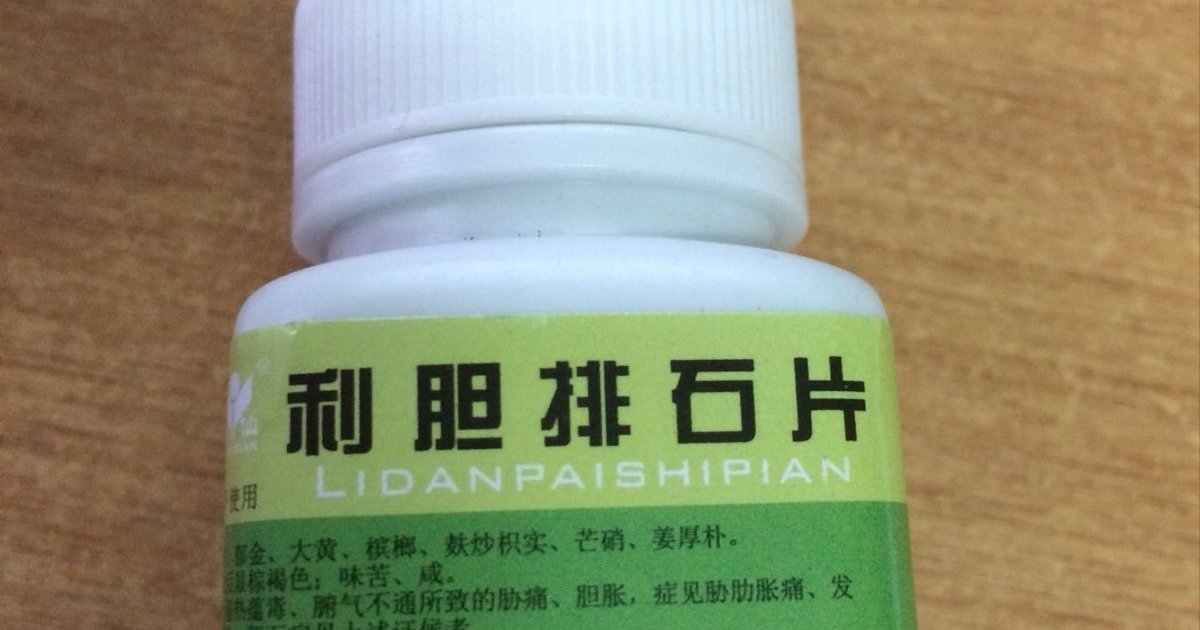 利胆排石片
LIDANPAISHIPIAN
使用
郁金、大黄、槟榔、麸炒枳实、芒硝、姜厚朴。
显棕褐色;味苦、咸。
热蕴毒、腑气不通所致的胁痛、胆胀,症见胁肋胀痛、发